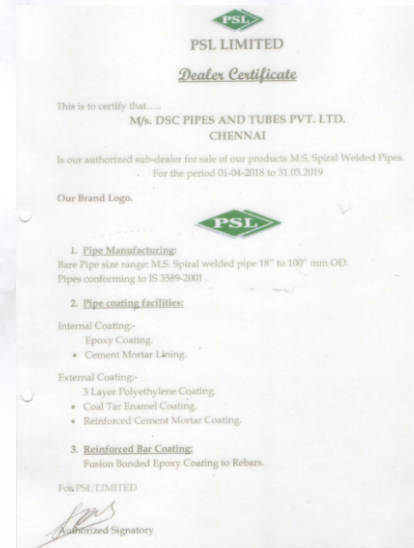 PSL
PSL LIMITED
Dealer Certificate
This is to certify that…..
M/s. DSC PIPES AND TUBES PVT. LTD.
CHENNAI
Is our authorized sub-dealer for sale of our products M.S. Spiral Welded Pipes.
For the period 01-04-2018 to 31.03.2019
Our Brand Logo.
PSL
1. Pipe Manufacturing:
Bare Pipe size range: M.S. Spiral welded pipe 18" to 100" mm OD.
Pipes conforming to IS 3589-2001 .
2. Pipe coating facilities:
Internal Coating:-
Epoxy Coating.
• Cement Mortar Lining.
External Coating:-
3 Layer Polyethylene Coating.
• Coal Tar Enamel Coating.
• Reinforced Cement Mortar Coating.
3. Reinforced Bar Coating:
Fusion Bonded Epoxy Coating to Rebars.
For PSL LIMITED
Authorized Signatory